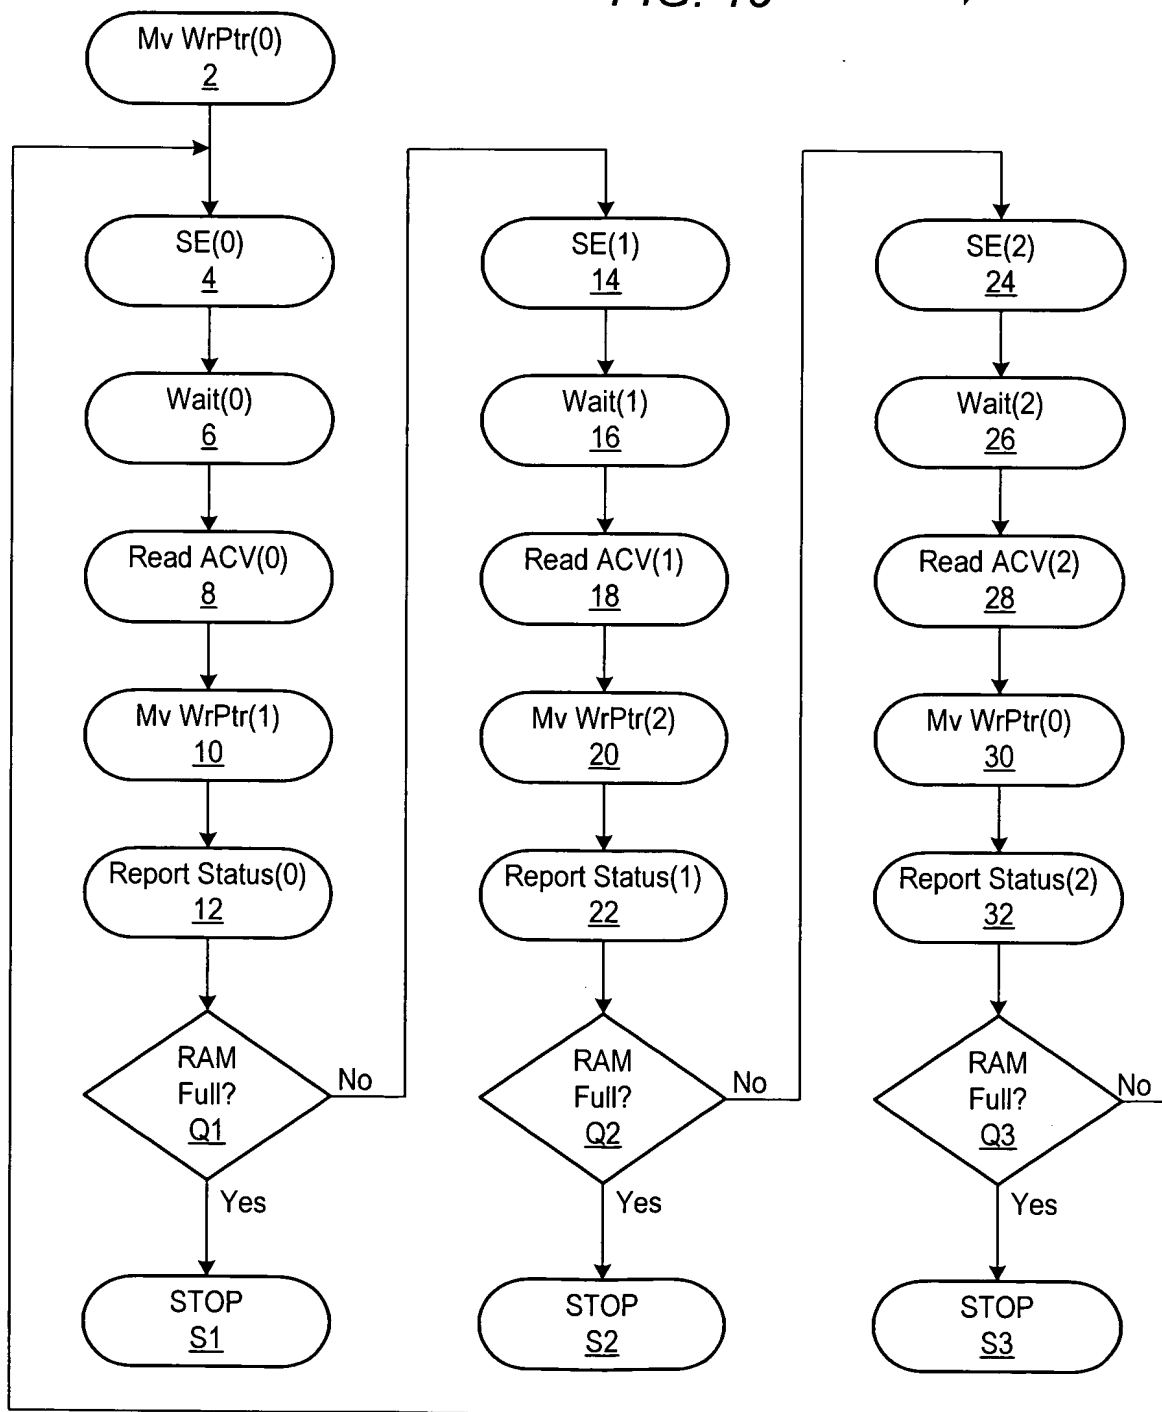 FIG. 10
Mv WrPtr(0)
2
SE(0)
4
Wait(0)
6
Read ACV(0)
8
Mv WrPtr(1)
10
Report Status(0)
12
RAM
Full?
Q1
No
Yes
STOP
S1
SE(1)
14
Wait(1)
16
Read ACV(1)
18
Mv WrPtr(2)
20
Report Status(1)
22
RAM
Full?
Q2
No
Yes
STOP
S2
SE(2)
24
Wait(2)
26
Read ACV(2)
28
Mv WrPtr(0)
30
Report Status(2)
32
RAM
Full?
Q3
No
Yes
STOP
S3